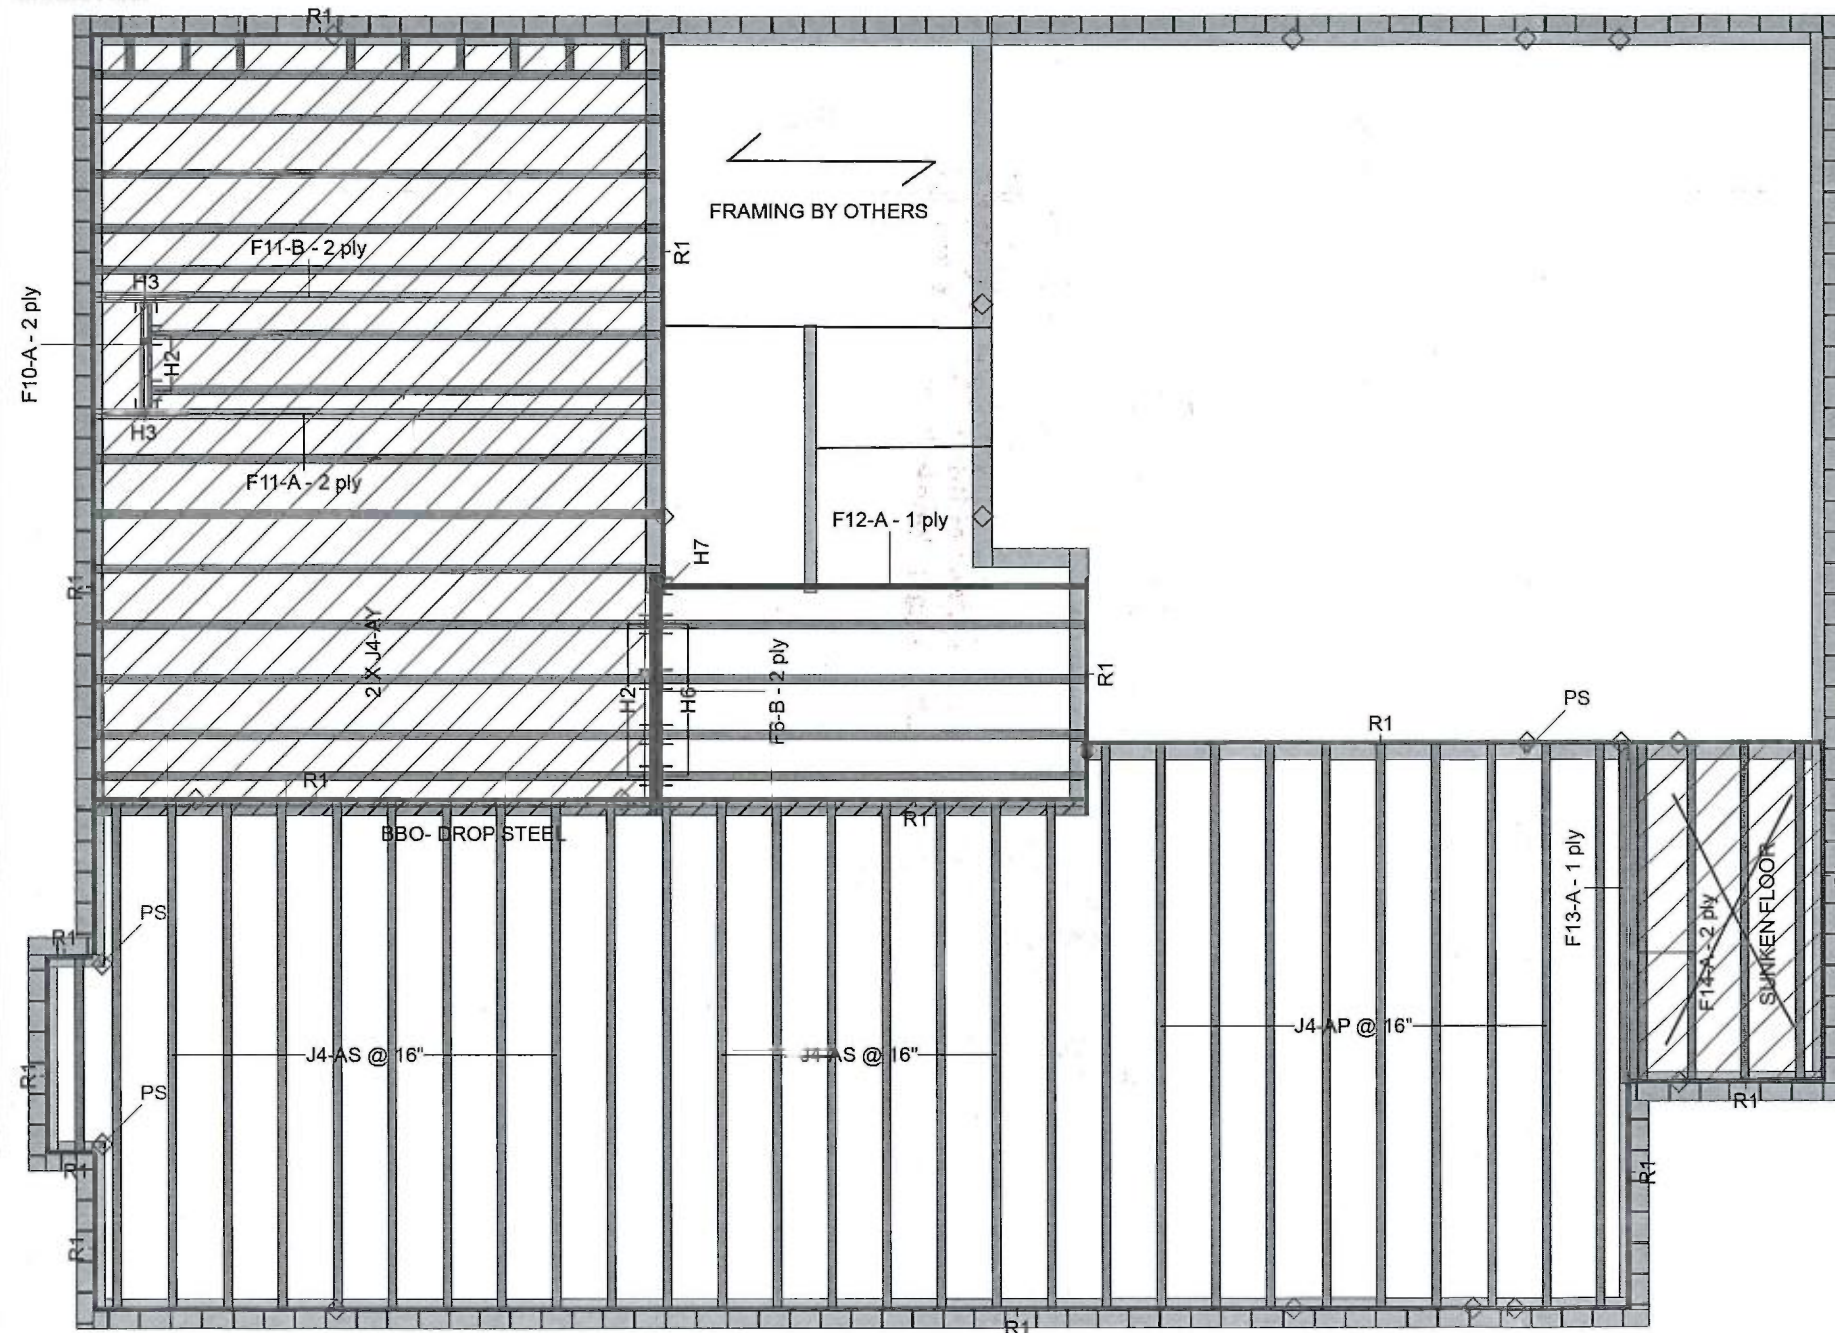 R1
FRAMING BY OTHERS
F11-B - 2 ply
R1
H3
F10-A - 2 ply
H2
H3
F11-A - 2 ply
F12-A - 1 ply
H7
R1
2 X J4-AY
H2
H6
F6-B - 2 ply
R1
PS
R1
R1
R1
BBO- DROP STEEL
F13-A - 1 ply
F14-A - 2 ply
SUNKEN FLOOR
PS
R1
J4-AS @ 16"
AS @ 16"
J4-AP @ 16"
R1
PS
R1
R1
R1
R1
R1